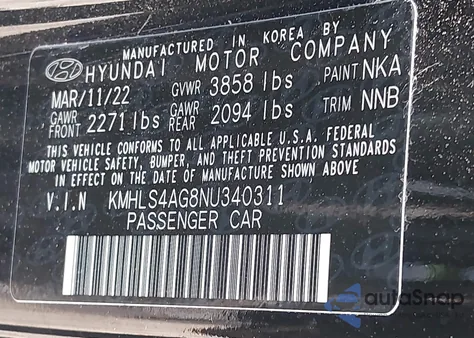 MANUFACTURED IN KOREA BY
HYUNDAI MOTOR COMPANY
MAR/11/22 GVWR 3858 lbs PAINT NKA
GAWR FRONT 2271 lbs GAWR REAR 2094 lbs TRIM NNB
THIS VEHICLE CONFORMS TO ALL APPLICABLE U.S.A. FEDERAL
MOTOR VEHICLE SAFETY, BUMPER, AND THEFT PREVENTION STANDARDS
IN EFFECT ON THE DATE OF MANUFACTURE SHOWN ABOVE
V.I.N KMHLS4AG8NU340311
PASSENGER CAR
autoSnap